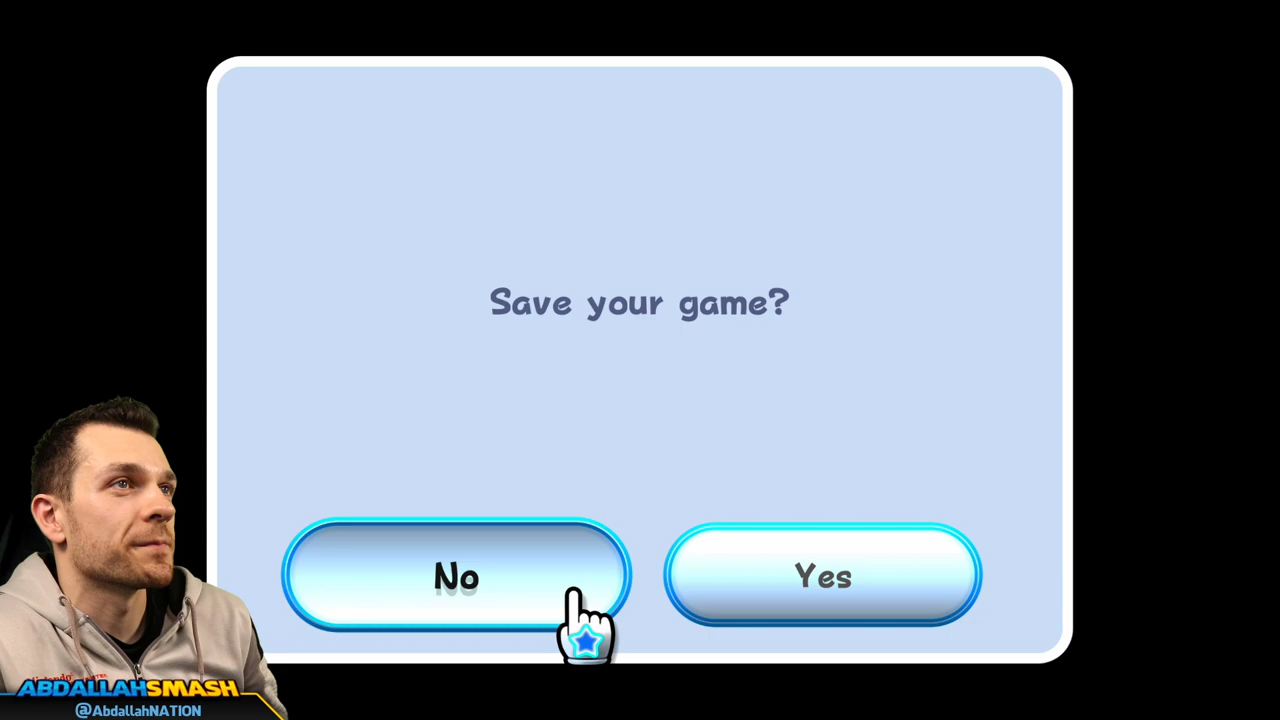 Save your game?
No
Yes
ABDALLAHSMASH
@AbdallahNATION